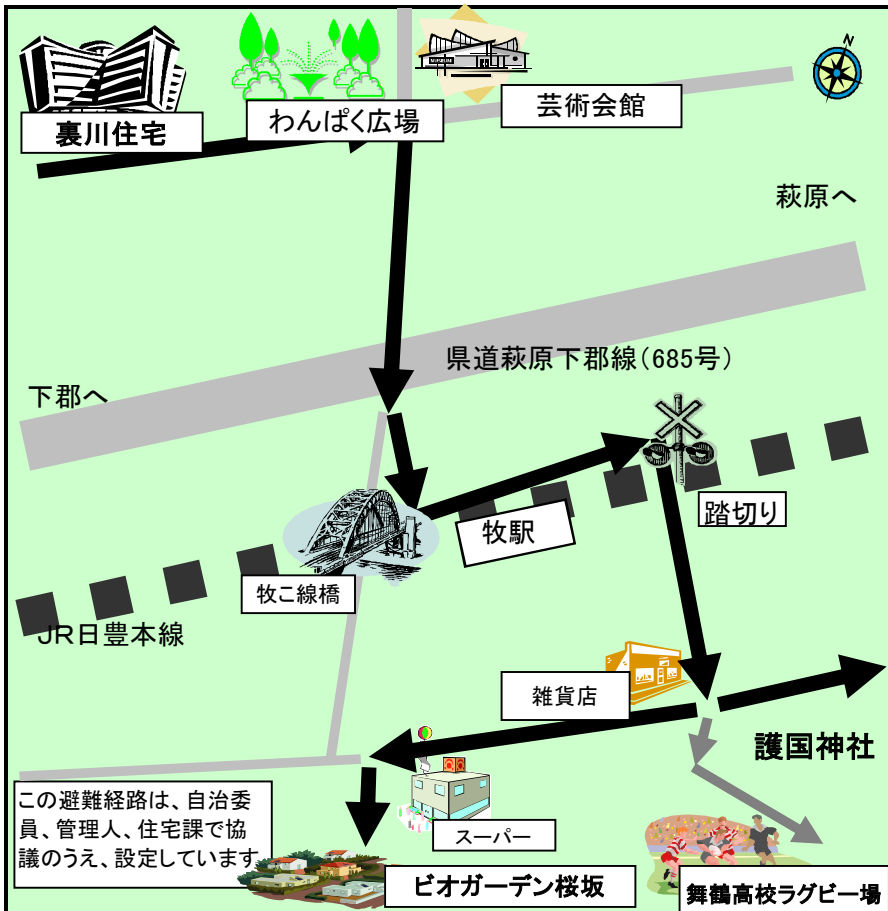 N
裏川住宅
わんぱく広場
芸術会館
萩原へ
県道萩原下郡線(685号)
下郡へ
踏切り
牧駅
牧こ線橋
JR日豊本線
雑貨店
護国神社
この避難経路は、自治委
員、管理人、住宅課で協
議のうえ、設定しています
スーパー
ビオガーデン桜坂
舞鶴高校ラグビー場